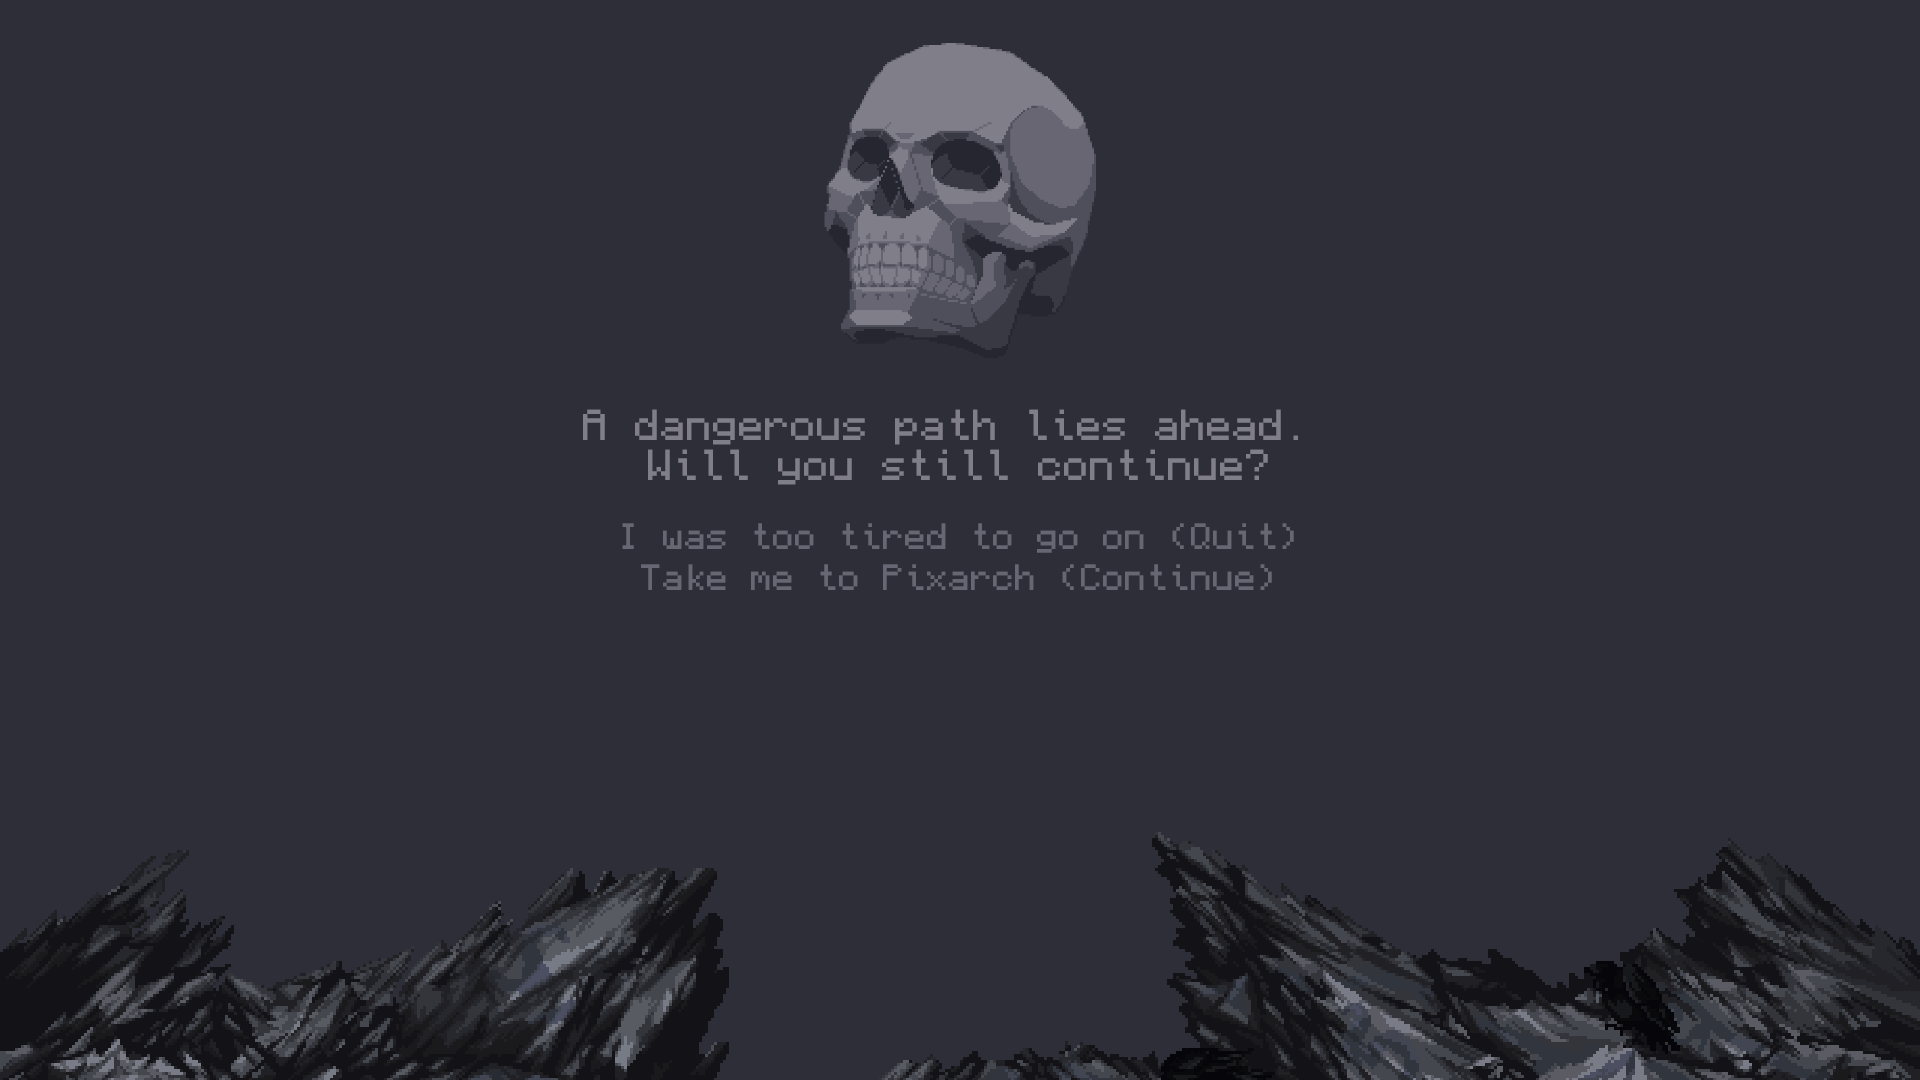 A dangerous path lies ahead.
Will you still continue?
I was too tired to go on (Quit)
Take me to Pixarch (Continue)